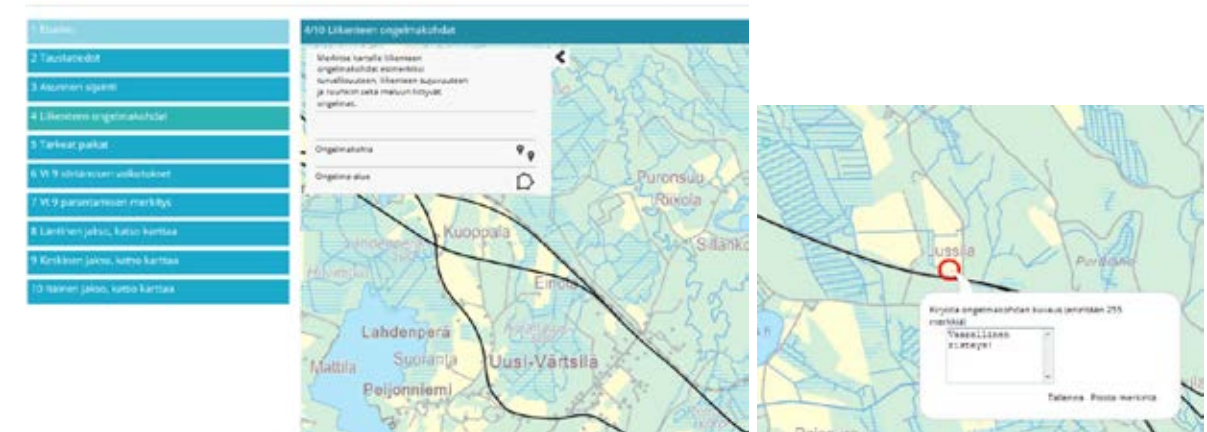 1 Etusivu
2 Taustatiedot
3 Asunnon sijainti
4 Liikenteen ongelmakohdat
5 Tärkeät paikat
6 Vt 9 siirtämisen vaikutukset
7 Vt 9 parantamisen merkitys
8 Läntinen jakso, katso karttaa
9 Keskinen jakso, katso karttaa
10 Itäinen jakso, katso karttaa
4/10 Liikenteen ongelmakohdat
Merkitse kartalle liikenteen
ongelmakohdat esimerkiksi
turvallisuuteen, liikenteen sujuvuuteen
ja ruuhkiin sekä meluun liittyvät
ongelmat.
Ongelmakohta
Ongelma-alue
Puronsuu
Riikola
Kuoppala
Einola
Lahdenperä
Suoranta
Mattila
Uusi-Värtsilä
Peijonniemi
Jussila
Kirjoita ongelmakohdan kuvaus (enintään 255
merkkiä)
Vaarallinen
risteys!
Tallenna Poista merkintä